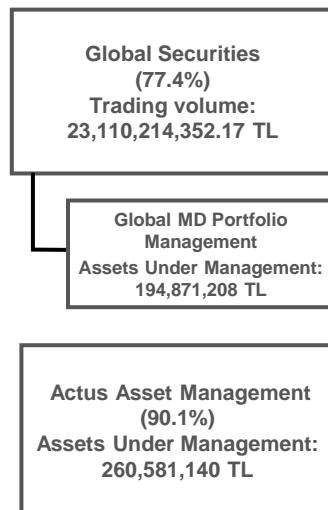 Global Securities
(77.4%)
Trading volume:
23,110,214,352.17 TL
Global MD Portfolio
Management
Assets Under Management:
194,871,208 TL
Actus Asset Management
(90.1%)
Assets Under Management:
260,581,140 TL